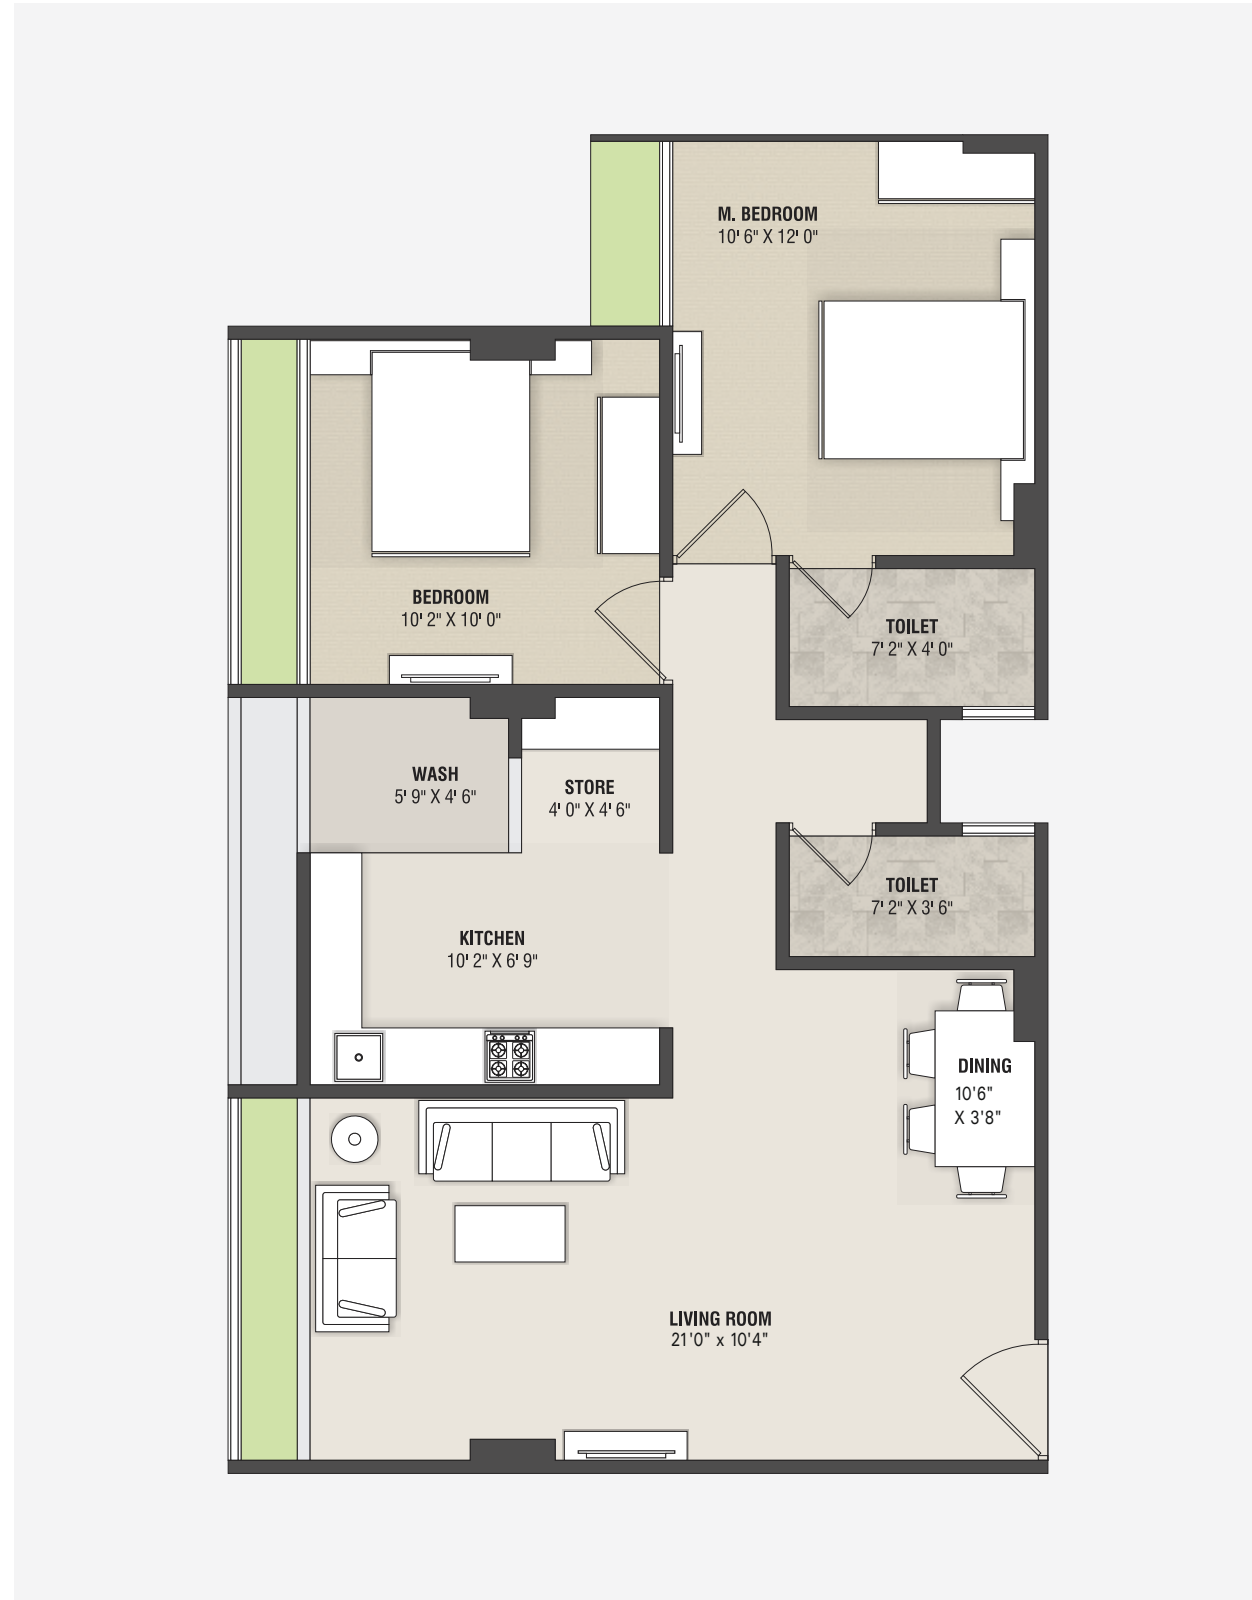 M. BEDROOM
10' 6" X 12' 0"
BEDROOM
10' 2" X 10' 0"
TOILET
7' 2" X 4' 0"
WASH
5' 9" X 4' 6"
STORE
4' 0" X 4' 6"
TOILET
7' 2" X 3' 6"
KITCHEN
10' 2" X 6' 9"
DINING
10'6"
X 3'8"
LIVING ROOM
21'0" x 10'4"